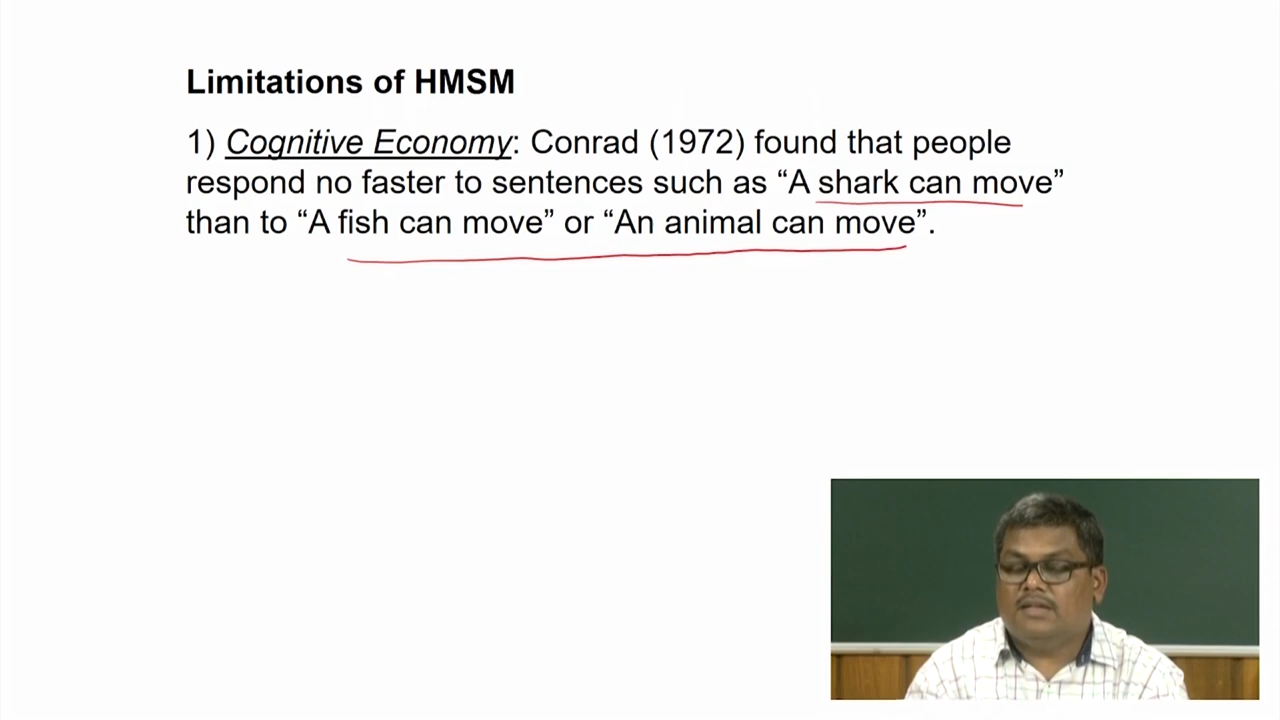 Limitations of HMSM
1) Cognitive Economy: Conrad (1972) found that people
respond no faster to sentences such as “A shark can move”
than to “A fish can move” or “An animal can move”.